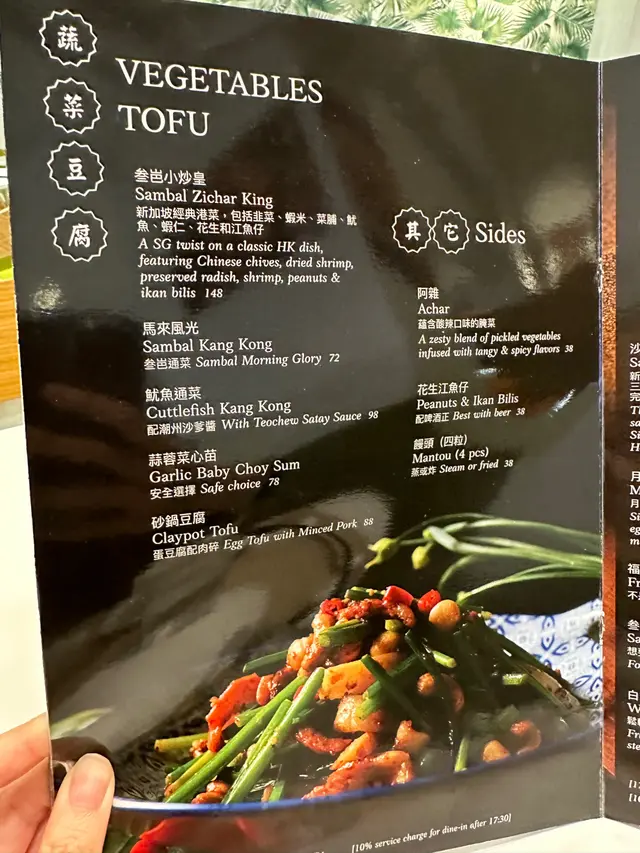 蔬菜豆腐
VEGETABLES
TOFU
叁峇小炒皇
Sambal Zichar King
新加坡經典港菜，包括韭菜、蝦米、菜脯、魷
魚、蝦仁、花生和江魚仔
A SG twist on a classic HK dish,
featuring Chinese chives, dried shrimp,
preserved radish, shrimp, peanuts &
ikan bilis 148
馬來風光
Sambal Kang Kong
叁峇通菜 Sambal Morning Glory 72
魷魚通菜
Cuttlefish Kang Kong
配潮州沙爹醬 With Teochew Satay Sauce 98
蒜蓉菜心苗
Garlic Baby Choy Sum
安全選擇 Safe choice 78
砂鍋豆腐
Claypot Tofu
蛋豆腐配肉碎 Egg Tofu with Minced Pork 88
其它 Sides
阿雜
Achar
蘊含酸辣口味的醃菜
A zesty blend of pickled vegetables
infused with tangy & spicy flavors 38
花生江魚仔
Peanuts & Ikan Bilis
配啤酒正 Best with beer 38
饅頭（四粒）
Mantou (4 pcs)
蒸或炸 Steam or fried 38
[10% service charge for dine-in after 17:30]